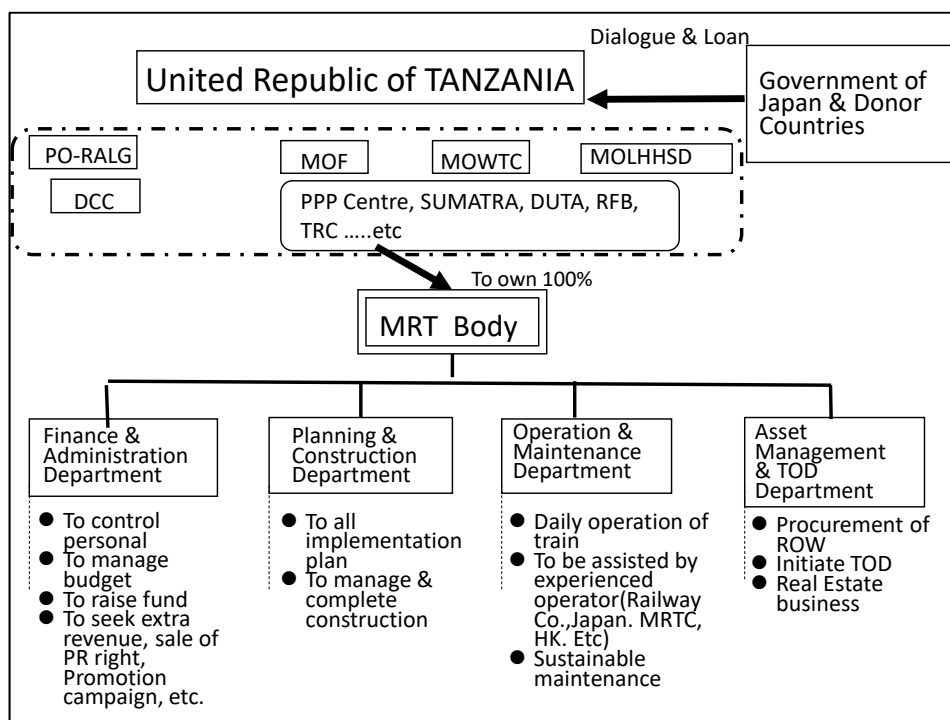 Dialogue & Loan
United Republic of TANZANIA
Government of
Japan & Donor
Countries
PO-RALG
MOF
MOWTC
MOLHHSD
DCC
PPP Centre, SUMATRA, DUTA, RFB,
TRC .....etc
To own 100%
MRT Body
Finance &
Administration
Department
● To control
personal
● To manage
budget
● To raise fund
● To seek extra
revenue, sale of
PR right,
Promotion
campaign, etc.
Planning &
Construction
Department
● To all
implementation
plan
● To manage &
complete
construction
Operation &
Maintenance
Department
● Daily operation of
train
● To be assisted by
experienced
operator(Railway
Co.,Japan. MRTC,
HK. Etc)
● Sustainable
maintenance
Asset
Management
& TOD
Department
● Procurement of
ROW
● Initiate TOD
● Real Estate
business